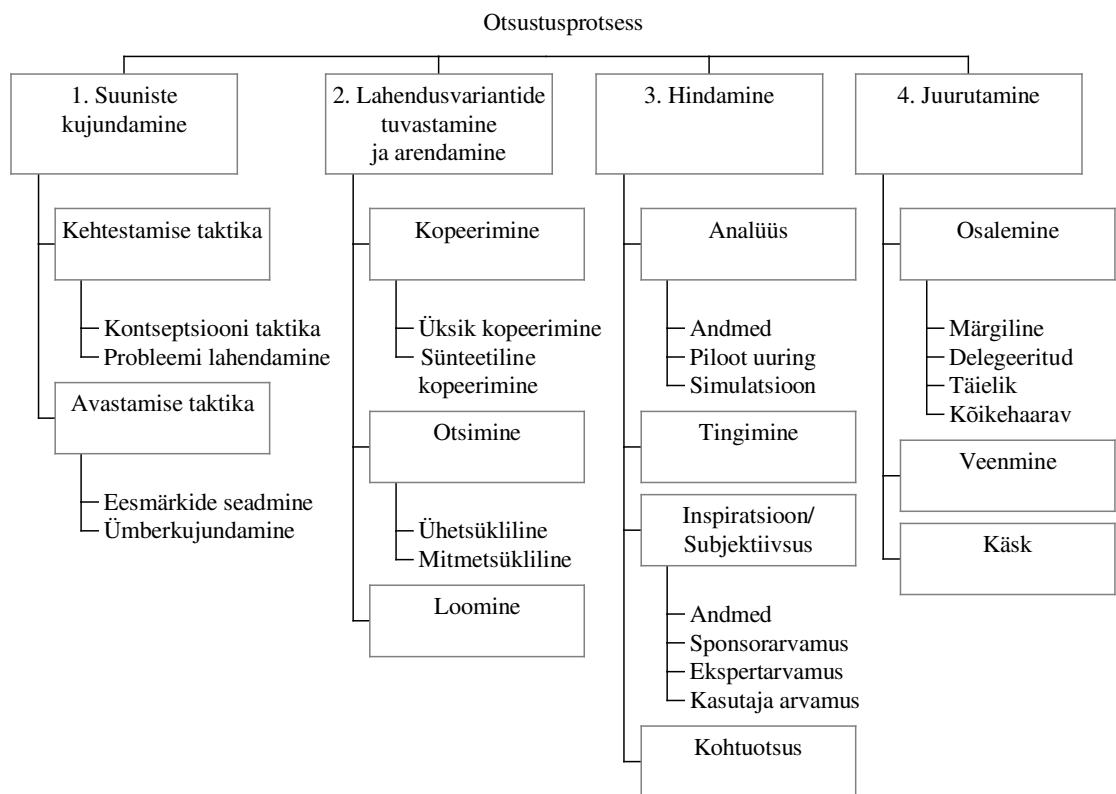 Otsustusprotsess
1. Suuniste
kujundamine
Kehtestamise taktika
Kontseptsiooni taktika
Probleemi lahendamine
Avastamise taktika
Eesmärkide seadmine
Ümberkujundamine
2. Lahendusvariantide
tuvastamine
ja arendamine
Kopeerimine
Üksik kopeerimine
Sünteetiline
kopeerimine
Otsimine
Ühetsükliline
Mitmetsükliline
Loomine
3. Hindamine
Analüüs
Andmed
Piloot uuring
Simulatsioon
Tingimine
Inspiratsioon/
Subjektiivsus
Andmed
Sponsorarvamus
Ekspertarvamus
Kasutaja arvamus
Kohtuotsus
4. Juurutamine
Osalemine
Märgiline
Delegeeritud
Täielik
Kõikehaarav
Veenmine
Käsk